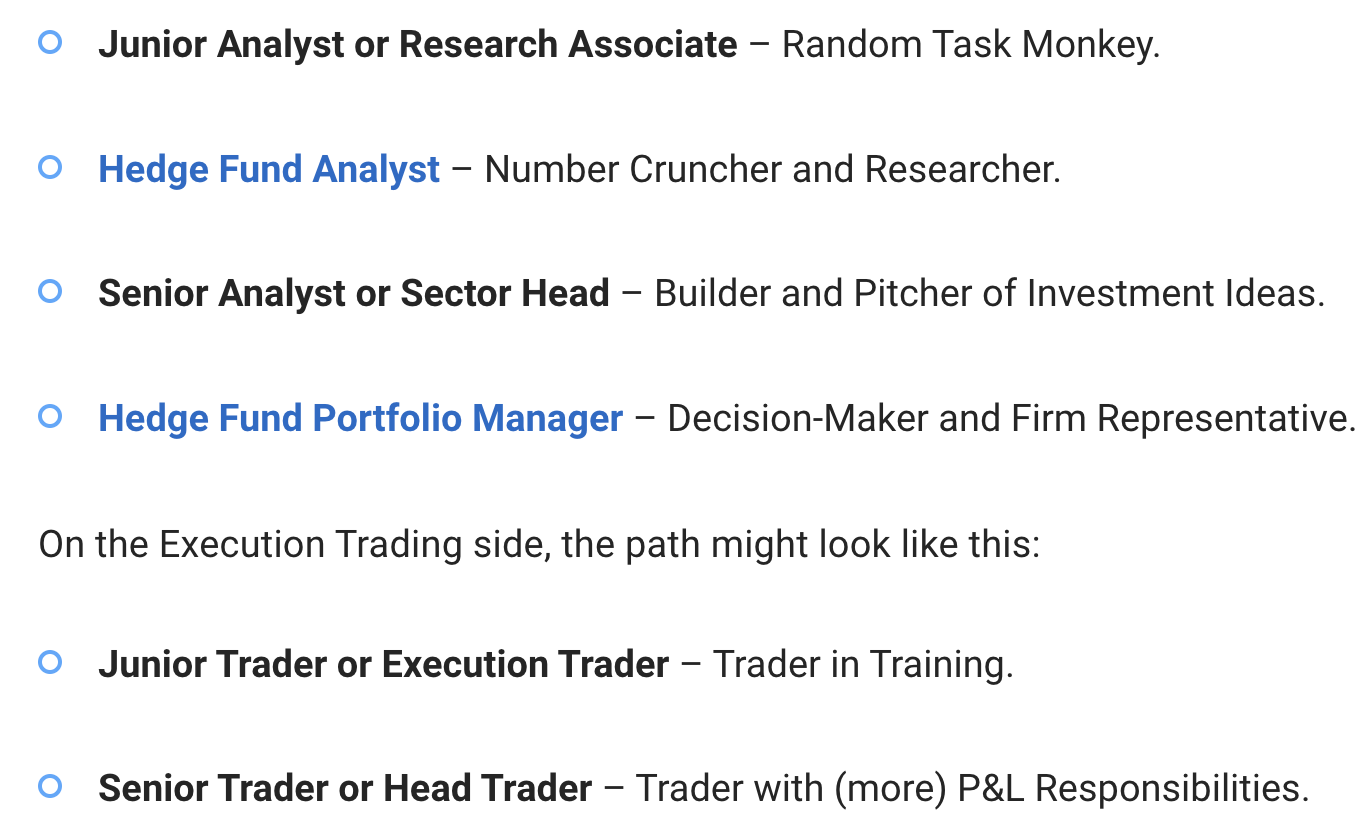 Junior Analyst or Research Associate – Random Task Monkey.
Hedge Fund Analyst – Number Cruncher and Researcher.
Senior Analyst or Sector Head – Builder and Pitcher of Investment Ideas.
Hedge Fund Portfolio Manager – Decision-Maker and Firm Representative.
On the Execution Trading side, the path might look like this:
Junior Trader or Execution Trader – Trader in Training.
Senior Trader or Head Trader – Trader with (more) P&L Responsibilities.